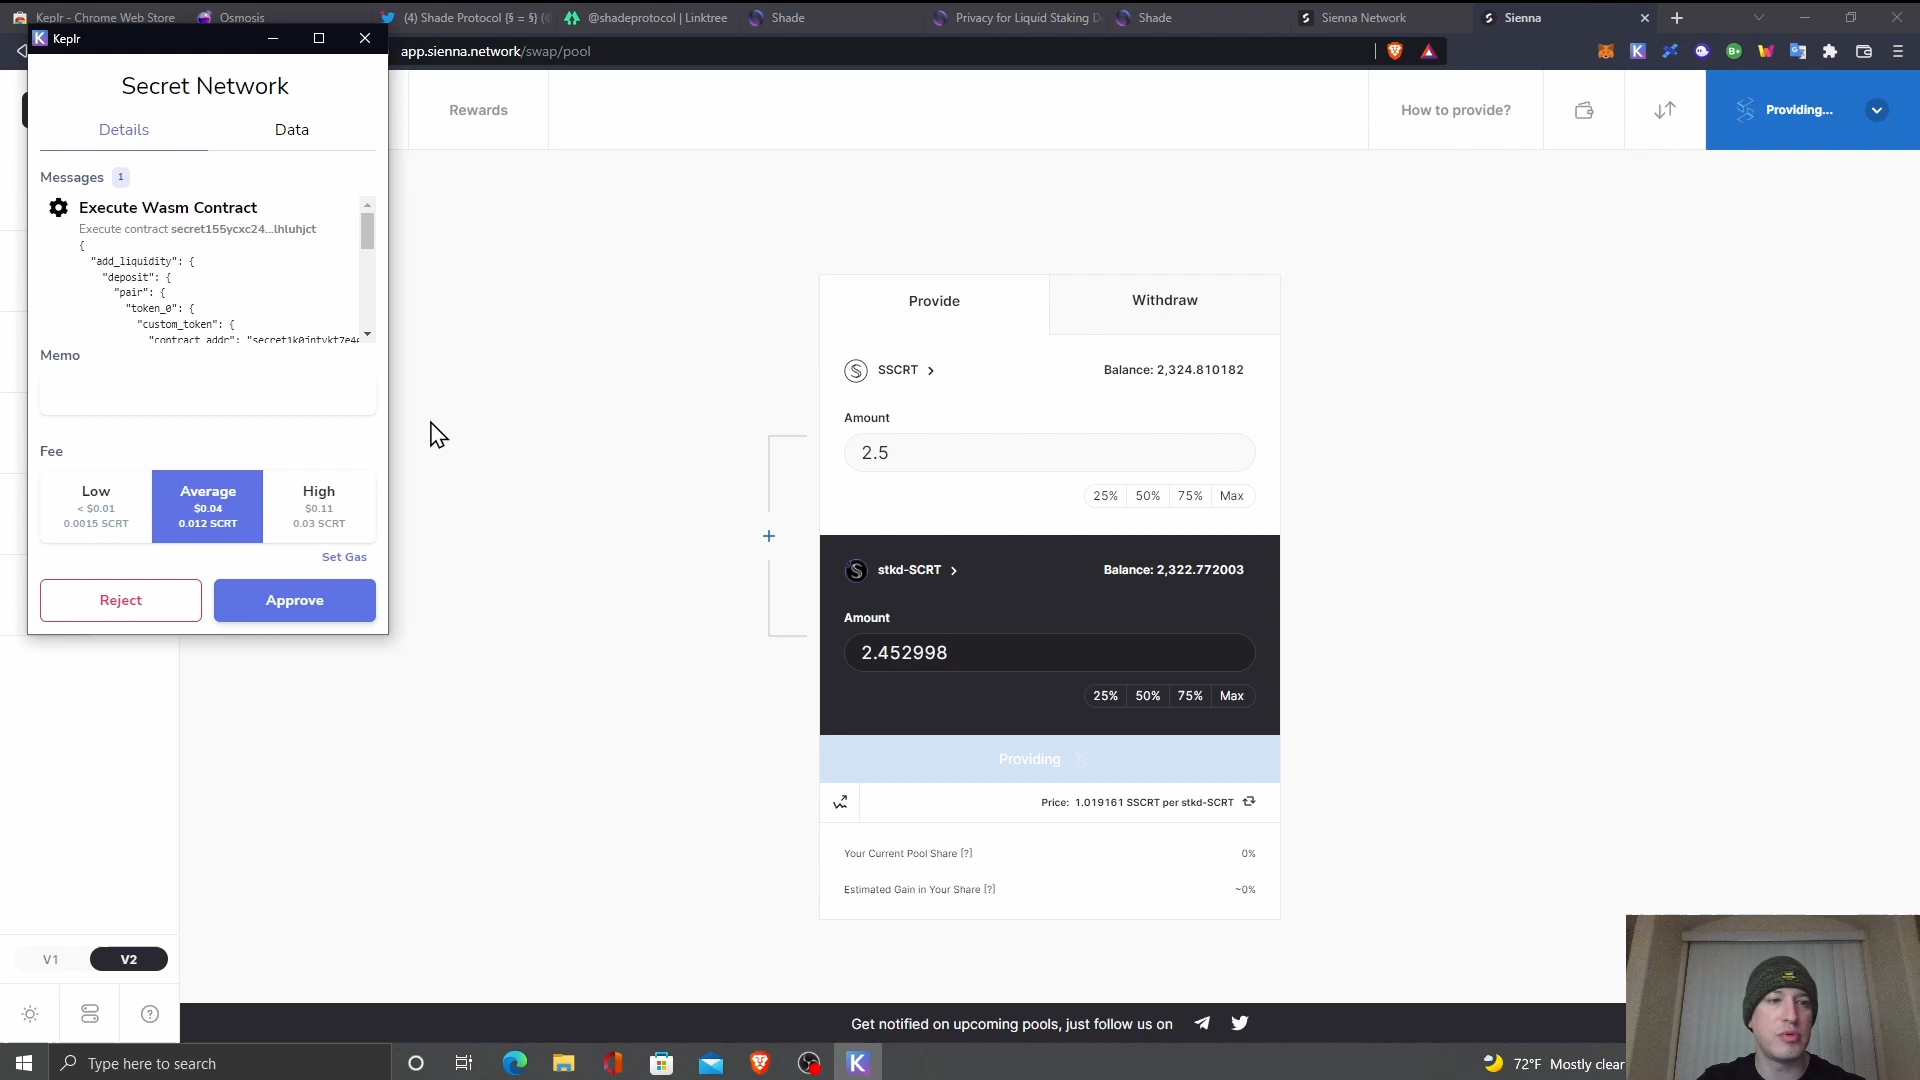 Keplr - Chrome Web Store
Osmosis
(4) Shade Protocol {§ = §} (
@shadeprotocol | Linktree
Shade
Privacy for Liquid Staking D
Shade
Sienna Network
Sienna
Keplr
app.sienna.network/swap/pool
Secret Network
Details
Data
Messages 1
Execute Wasm Contract
Execute contract secret155ycxc24...lhluhjct
{
"add_liquidity": {
"deposit": {
"pair": {
"token_0": {
"custom_token": {
Memo
Fee
Low
< $0.01
0.0015 SCRT
Average
$0.04
0.012 SCRT
High
$0.11
0.03 SCRT
Set Gas
Reject
Approve
Rewards
How to provide?
Providing...
Provide
Withdraw
SSCRT
Balance: 2,324.810182
Amount
2.5
25% 50% 75% Max
stkd-SCRT
Balance: 2,322.772003
Amount
2.452998
25% 50% 75% Max
Providing
Price: 1.019161 SSCRT per stkd-SCRT
Your Current Pool Share [?] 0%
Estimated Gain in Your Share [?] ~0%
V1 V2
Get notified on upcoming pools, just follow us on
Type here to search
72°F Mostly clear